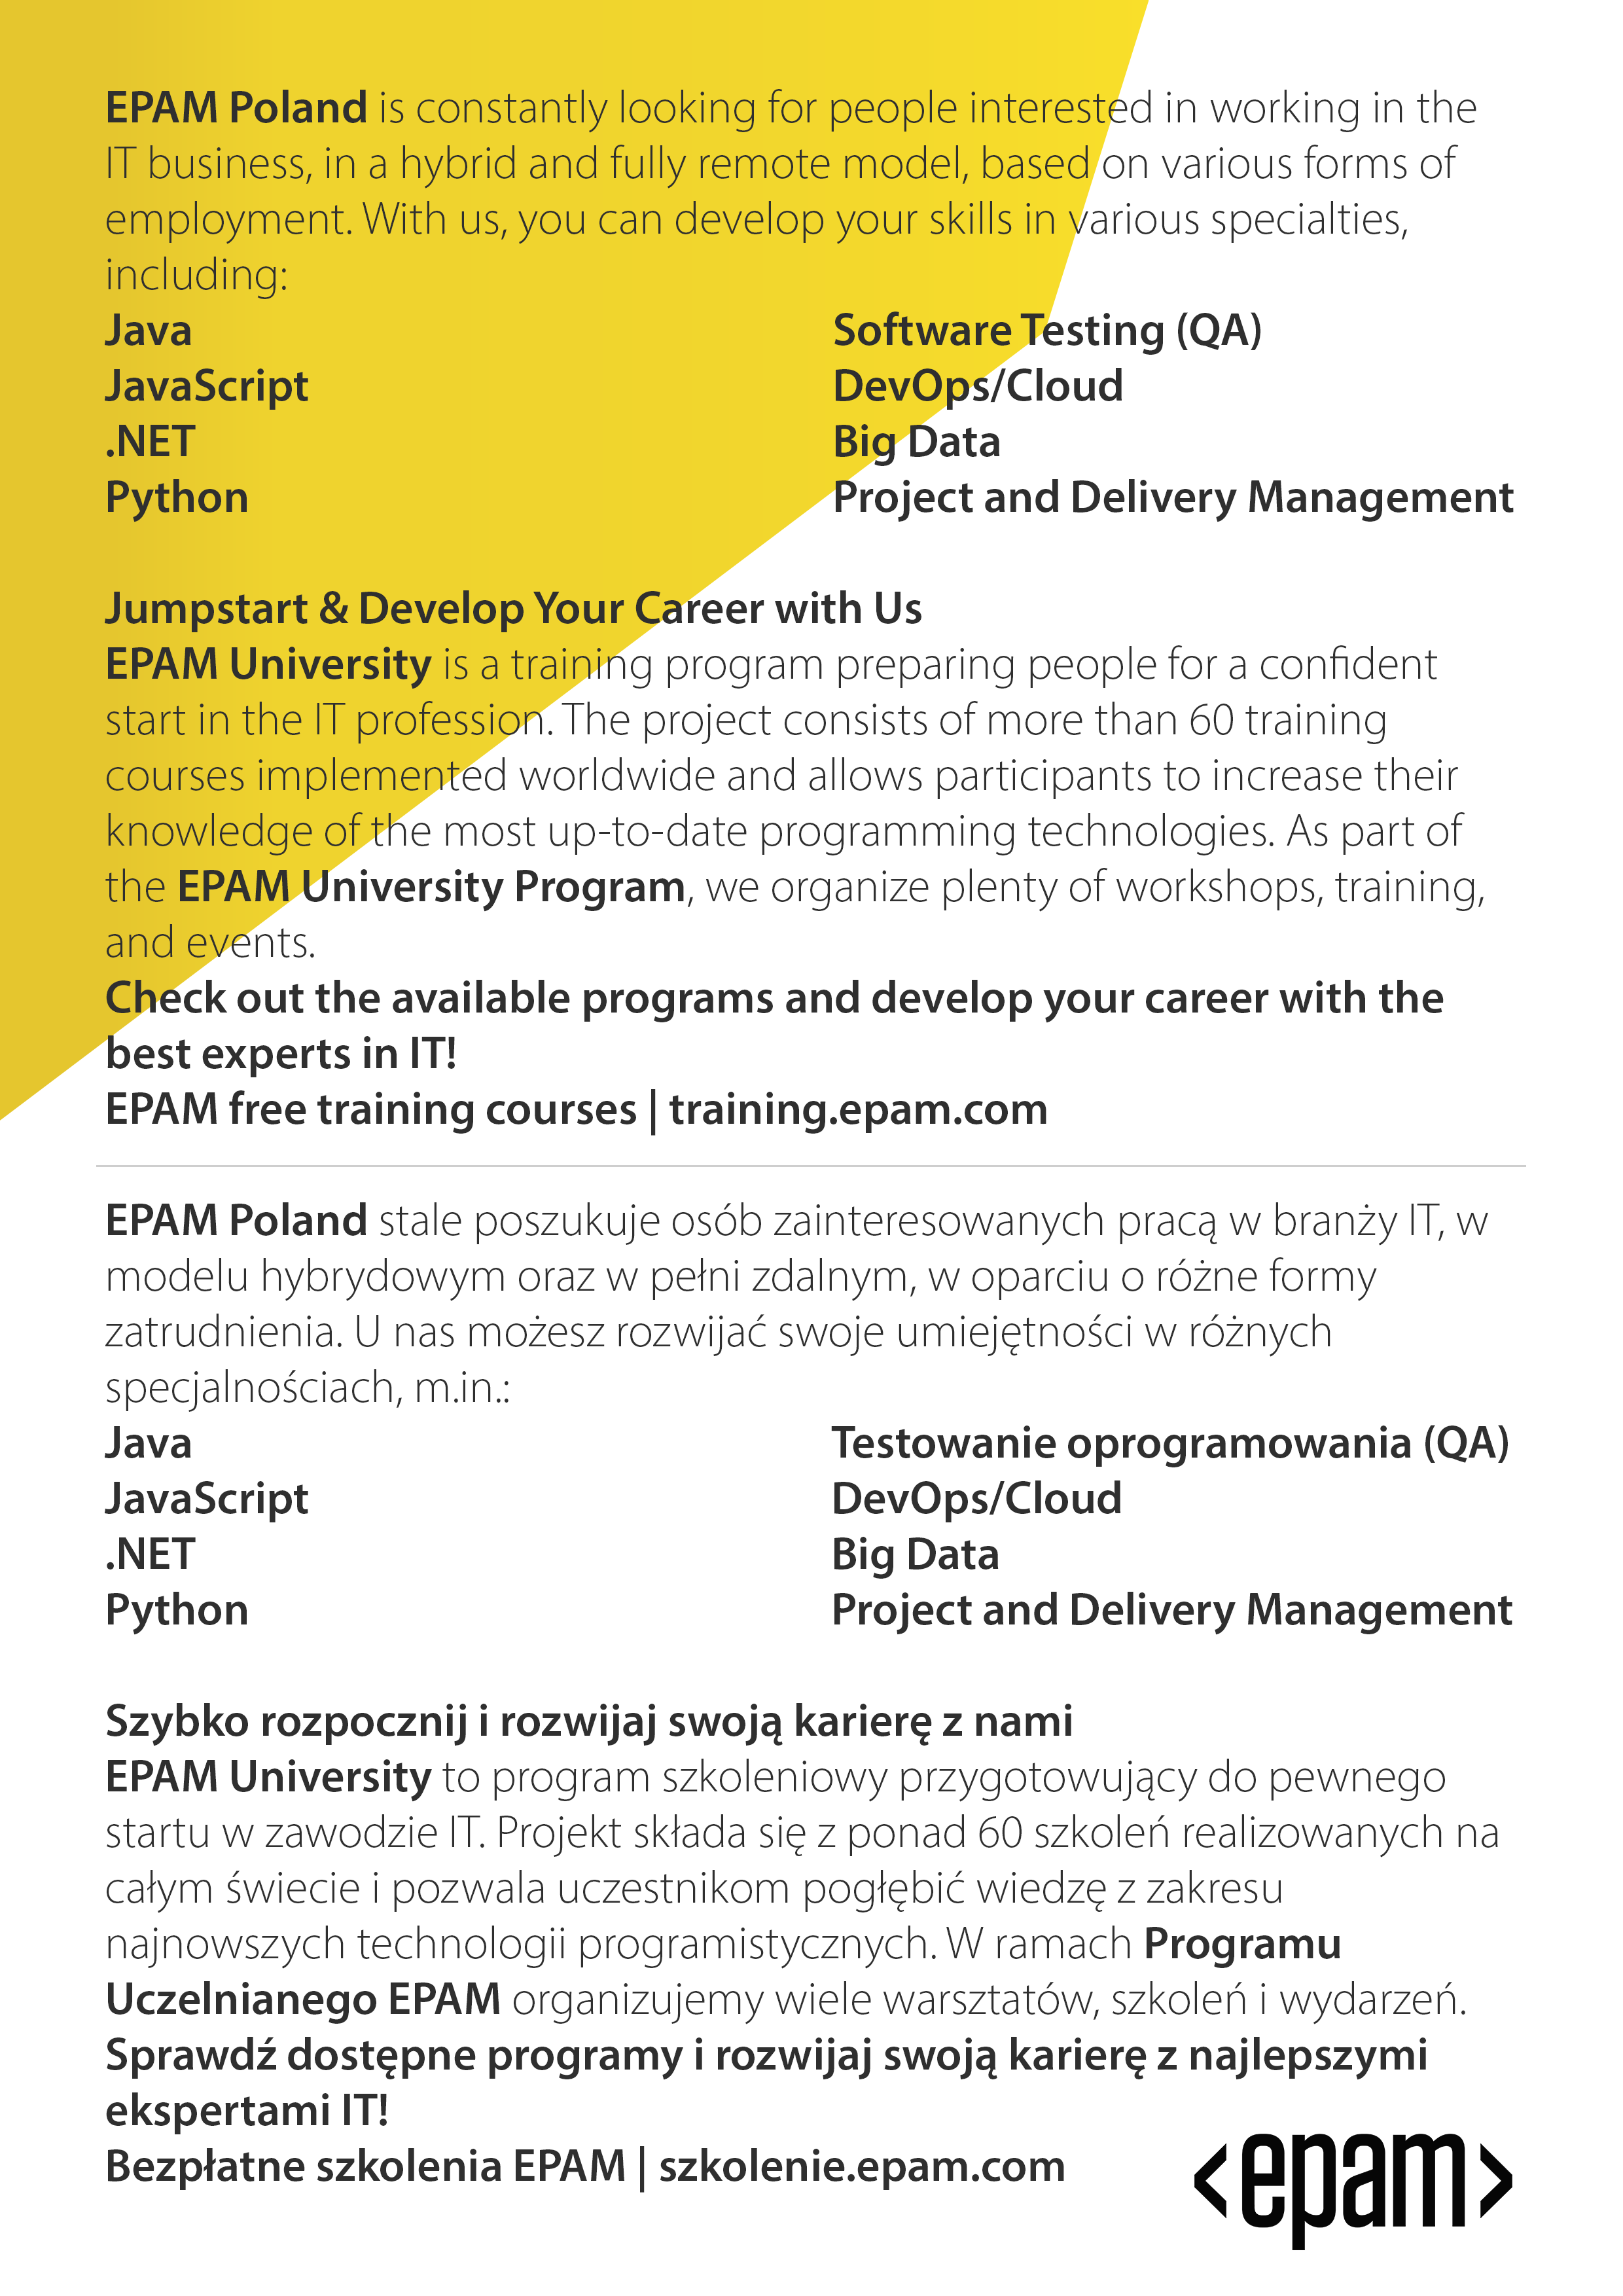 EPAM Poland is constantly looking for people interested in working in the
IT business, in a hybrid and fully remote model, based on various forms of
employment. With us, you can develop your skills in various specialties,
including:
Java
JavaScript
.NET
Python
Software Testing (QA)
DevOps/Cloud
Big Data
Project and Delivery Management
Jumpstart & Develop Your Career with Us
EPAM University is a training program preparing people for a confident
start in the IT profession. The project consists of more than 60 training
courses implemented worldwide and allows participants to increase their
knowledge of the most up-to-date programming technologies. As part of
the EPAM University Program, we organize plenty of workshops, training,
and events.
Check out the available programs and develop your career with the
best experts in IT!
EPAM free training courses | training.epam.com
EPAM Poland stale poszukuje osób zainteresowanych pracą w branży IT, w
modelu hybrydowym oraz w pełni zdalnym, w oparciu o różne formy
zatrudnienia. U nas możesz rozwijać swoje umiejętności w różnych
specjalnościach, m.in.:
Java
JavaScript
.NET
Python
Testowanie oprogramowania (QA)
DevOps/Cloud
Big Data
Project and Delivery Management
Szybko rozpocznij i rozwijaj swoją karierę z nami
EPAM University to program szkoleniowy przygotowujący do pewnego
startu w zawodzie IT. Projekt składa się z ponad 60 szkoleń realizowanych na
całym świecie i pozwala uczestnikom pogłębić wiedzę z zakresu
najnowszych technologii programistycznych. W ramach Programu
Uczelnianego EPAM organizujemy wiele warsztatów, szkoleń i wydarzeń.
Sprawdź dostępne programy i rozwijaj swoją karierę z najlepszymi
ekspertami IT!
Bezpłatne szkolenia EPAM | szkolenie.epam.com
<epam>